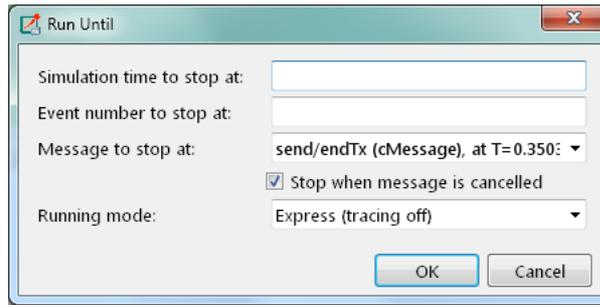 Run Until
Simulation time to stop at:
Event number to stop at:
Message to stop at: send/endTx (cMessage), at T=0.350
Stop when message is cancelled
Running mode: Express (tracing off)
OK Cancel